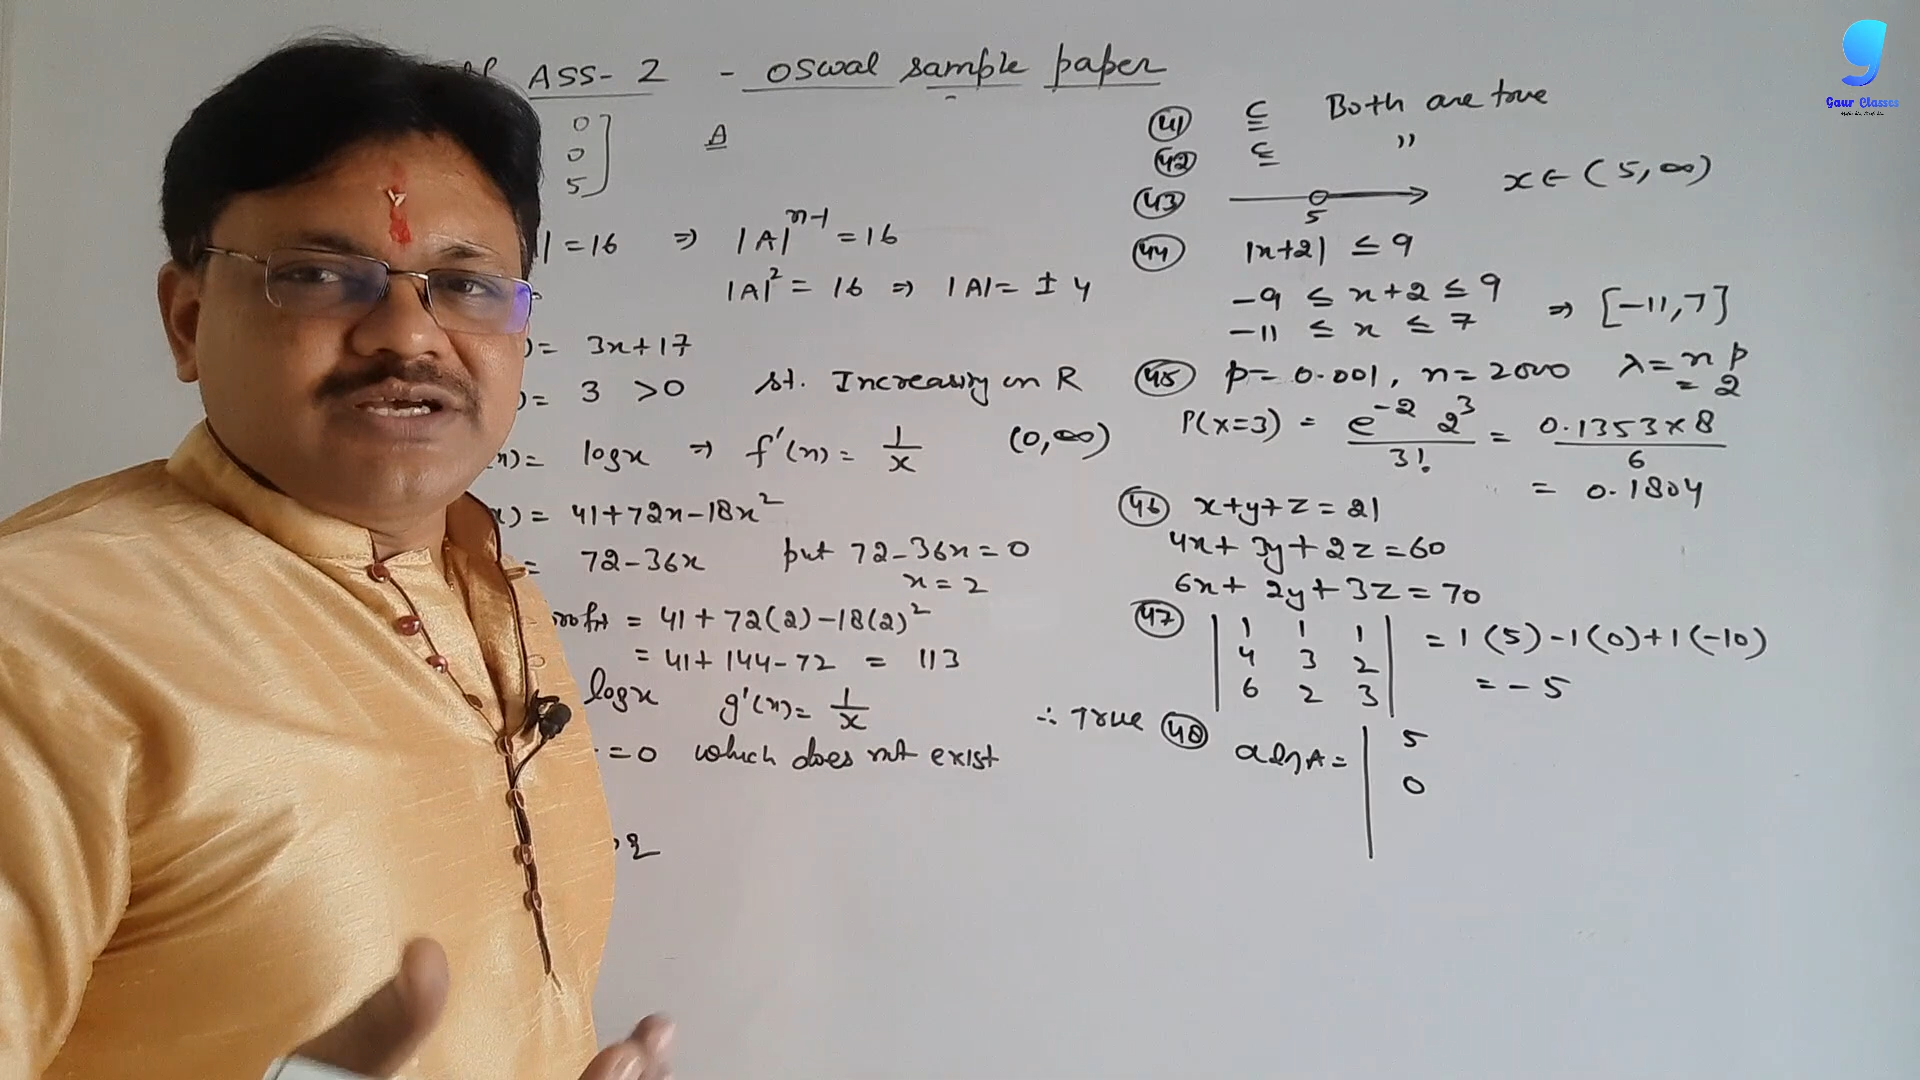 ASS-2 - oswal sample paper
0
0
5
A
| = 16 ⇒ |A|^(n-1) = 16
|A|^2 = 16 ⇒ |A| = ± 4
)= 3x+17
)= 3 >0 st. Increasing on R
x)= logx ⇒ f'(x) = 1/x (0,∞)
x) = 41+72x-18x^2
= 72-36x put 72-36x=0
x=2
rofit = 41+72(2)-18(2)^2
= 41+144-72 = 113
logx g'(x)= 1/x
∴ True
=0 which does not exist
41 C Both are true
42 C ''
43 5 x∈(5,∞)
44 |x+2| ≤ 9
-9 ≤ x+2 ≤ 9
-11 ≤ x ≤ 7 ⇒ [-11,7]
45 p=0.001, n=2000 λ=np
=2
P(x=3) = e^-2 2^3 / 3! = 0.1353×8 / 6
= 0.1804
46 x+y+z=21
4x+3y+2z=60
6x+2y+3z=70
47 | 1 1 1 | = 1(5)-1(0)+1(-10)
4 3 2
6 2 3 = -5
48 adjA = | 5
0
g
Gaur Classes